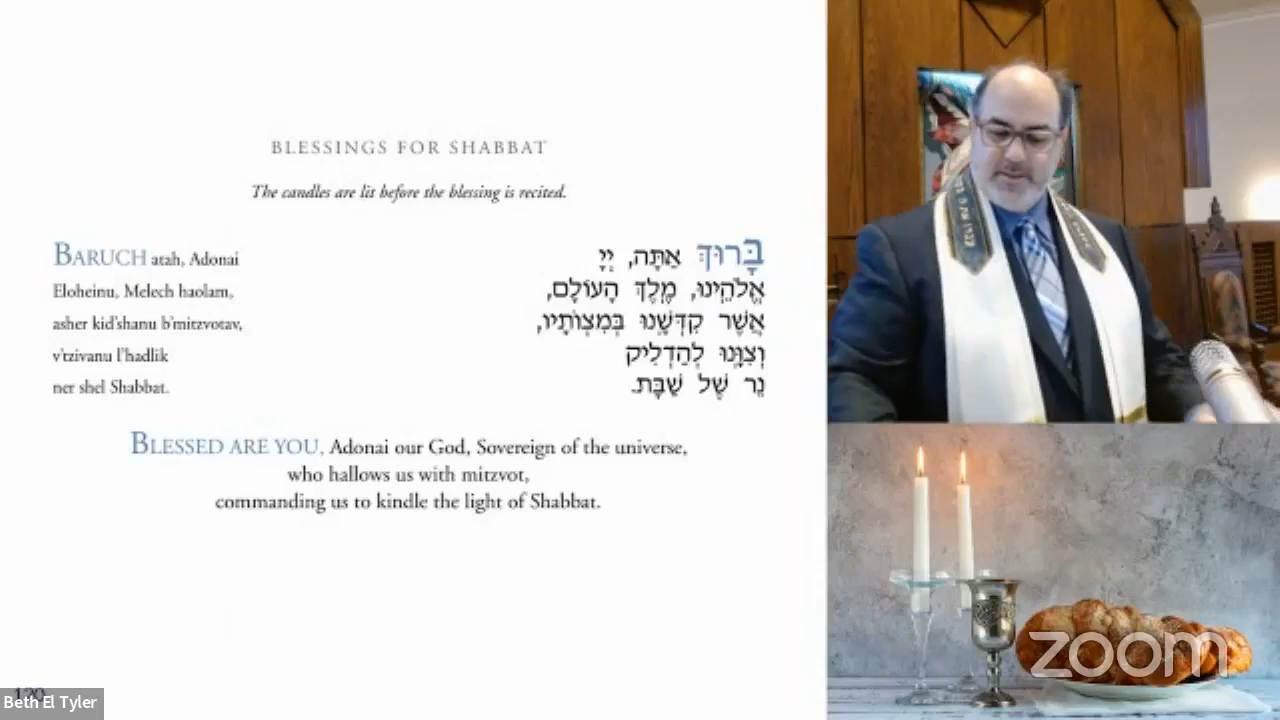 BLESSINGS FOR SHABBAT
The candles are lit before the blessing is recited.
BARUCH atah, Adonai
Eloheinu, Melech haolam,
asher kid'shanu b'mitzvotav,
v'tzivanu l'hadlik
ner shel Shabbat.
בָּרוּךְ אַתָּה, יְיָ
אֱלֹהֵֽינוּ, מֶֽלֶךְ הָעוֹלָם,
אֲשֶׁר קִדְּשָֽׁנוּ בְּמִצְוֹתָיו,
וְצִוָּֽנוּ לְהַדְלִיק
נֵר שֶׁל שַׁבָּת.
BLESSED ARE YOU, Adonai our God, Sovereign of the universe,
who hallows us with mitzvot,
commanding us to kindle the light of Shabbat.
120
Beth El Tyler
zoom